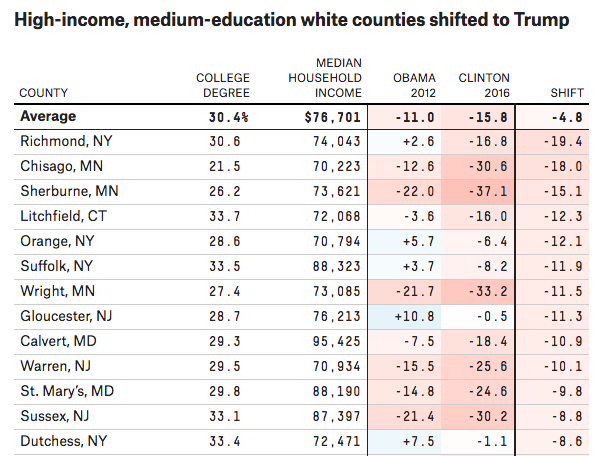 High-income, medium-education white counties shifted to Trump
MEDIAN
COLLEGE HOUSEHOLD OBAMA CLINTON
COUNTY DEGREE INCOME 2012 2016 SHIFT
Average 30.4% $76,701 -11.0 -15.8 -4.8
Richmond, NY 30.6 74,043 +2.6 -16.8 -19.4
Chisago, MN 21.5 70,223 -12.6 -30.6 -18.0
Sherburne, MN 26.2 73,621 -22.0 -37.1 -15.1
Litchfield, CT 33.7 72,068 -3.6 -16.0 -12.3
Orange, NY 28.6 70,794 +5.7 -6.4 -12.1
Suffolk, NY 33.5 88,323 +3.7 -8.2 -11.9
Wright, MN 27.4 73,085 -21.7 -33.2 -11.5
Gloucester, NJ 28.7 76,213 +10.8 -0.5 -11.3
Calvert, MD 29.3 95,425 -7.5 -18.4 -10.9
Warren, NJ 29.5 70,934 -15.5 -25.6 -10.1
St. Mary's, MD 29.8 88,190 -14.8 -24.6 -9.8
Sussex, NJ 33.1 87,397 -21.4 -30.2 -8.8
Dutchess, NY 33.4 72,471 +7.5 -1.1 -8.6